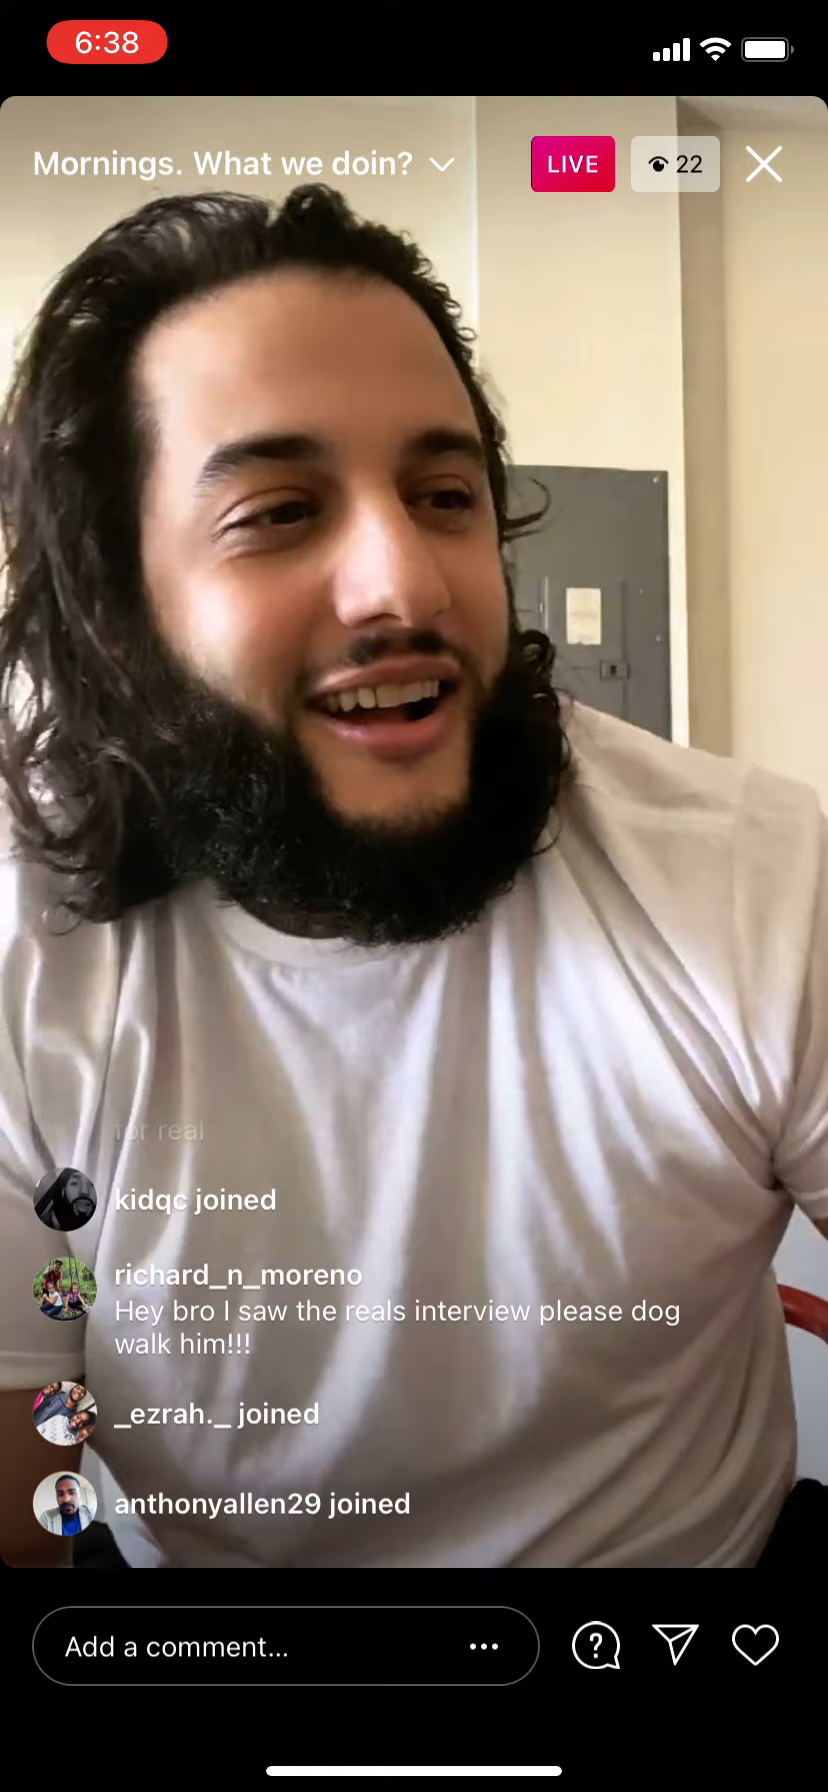 6:38
Mornings. What we doin?
LIVE
22
for real
kidqc joined
richard_n_moreno
Hey bro I saw the reals interview please dog
walk him!!!
_ezrah._ joined
anthonyallen29 joined
Add a comment...